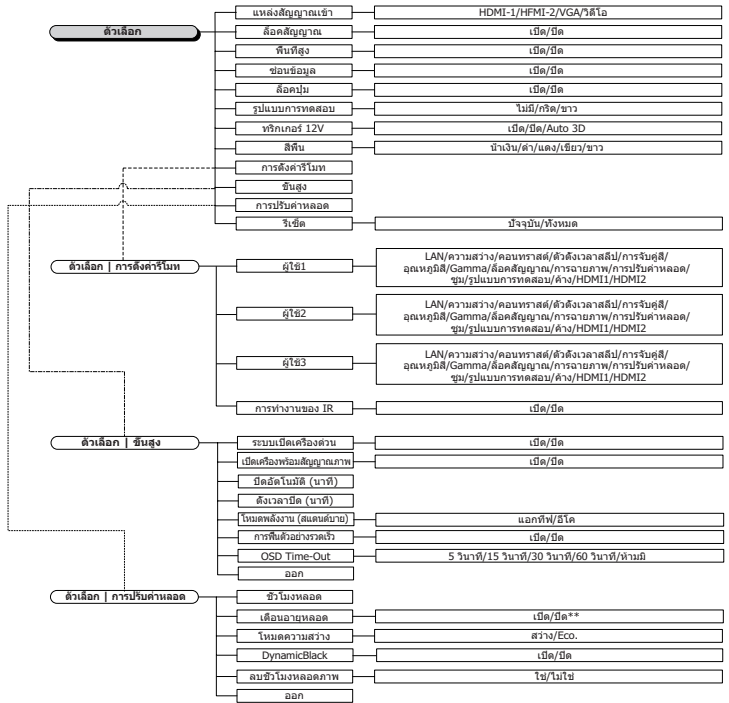 แหล่งสัญญาณเข้า HDMI-1/HFMI-2/VGA/วิดีโอ
ตัวเลือก ล็อคสัญญาณ เปิด/ปิด
พื้นที่สูง เปิด/ปิด
ซ่อนข้อมูล เปิด/ปิด
ล็อคปุ่ม เปิด/ปิด
รูปแบบการทดสอบ ไม่มี/กริด/ขาว
ทริกเกอร์ 12V เปิด/ปิด/Auto 3D
สีพื้น น้ำเงิน/ดำ/แดง/เขียว/ขาว
การตั้งค่ารีโมท
ขั้นสูง
การปรับค่าหลอด
รีเซ็ต ปัจจุบัน/ทั้งหมด
ตัวเลือก | การตั้งค่ารีโมท ผู้ใช้1
LAN/ความสว่าง/คอนทราสต์/ตัวตั้งเวลาสลีป/การจับคู่สี/
อุณหภูมิสี/Gamma/ล็อคสัญญาณ/การฉายภาพ/การปรับค่าหลอด/
ซูม/รูปแบบการทดสอบ/ค้าง/HDMI1/HDMI2
ผู้ใช้2
LAN/ความสว่าง/คอนทราสต์/ตัวตั้งเวลาสลีป/การจับคู่สี/
อุณหภูมิสี/Gamma/ล็อคสัญญาณ/การฉายภาพ/การปรับค่าหลอด/
ซูม/รูปแบบการทดสอบ/ค้าง/HDMI1/HDMI2
ผู้ใช้3
LAN/ความสว่าง/คอนทราสต์/ตัวตั้งเวลาสลีป/การจับคู่สี/
อุณหภูมิสี/Gamma/ล็อคสัญญาณ/การฉายภาพ/การปรับค่าหลอด/
ซูม/รูปแบบการทดสอบ/ค้าง/HDMI1/HDMI2
การทำงานของ IR เปิด/ปิด
ตัวเลือก | ขั้นสูง ระบบเปิดเครื่องด่วน เปิด/ปิด
เปิดเครื่องพร้อมสัญญาณภาพ เปิด/ปิด
ปิดอัตโนมัติ (นาที)
ตั้งเวลาปิด (นาที)
โหมดพลังงาน (สแตนด์บาย) แอกทีฟ/อีโค
การฟื้นตัวอย่างรวดเร็ว เปิด/ปิด
OSD Time-Out 5 วินาที/15 วินาที/30 วินาที/60 วินาที/ห้ามมิ
ออก
ตัวเลือก | การปรับค่าหลอด ชั่วโมงหลอด
เตือนอายุหลอด เปิด/ปิด**
โหมดความสว่าง สว่าง/Eco.
DynamicBlack เปิด/ปิด
ลบชั่วโมงหลอดภาพ ใช่/ไม่ใช่
ออก